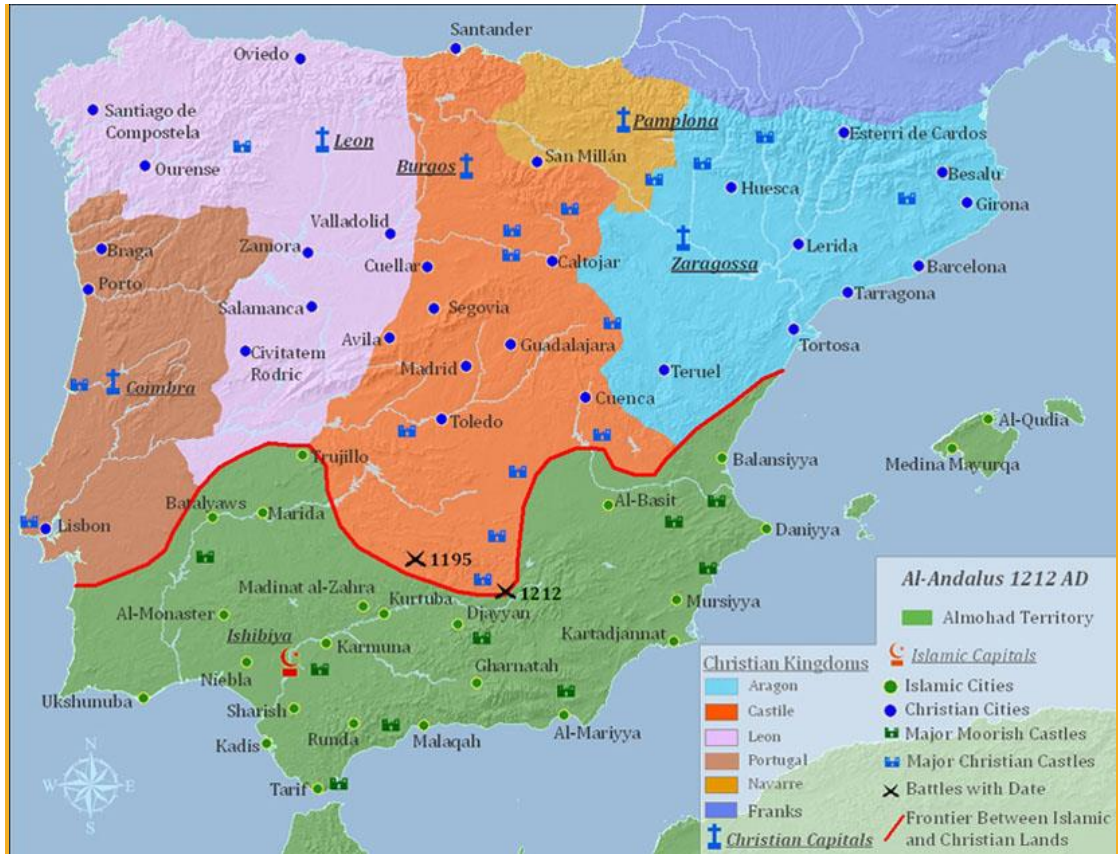 Santander
Oviedo
Santiago de
Compostela
Leon
Pamplona
Esterri de Cardos
Burgos
San Millán
Ourense
Huesca
Besalu
Girona
Valladolid
Braga
Zamora
Zaragossa
Lerida
Cuellar
Caltojar
Barcelona
Porto
Salamanca
Segovia
Tarragona
Avila
Guadalajara
Tortosa
Civitatem
Rodric
Madrid
Teruel
Coimbra
Cuenca
Toledo
Al-Qudia
Trujillo
Balansiyya
Medina Mayurqa
Batalyaws
Marida
Al-Basit
Lisbon
Daniyya
1195
Madinat al-Zahra
1212
Al-Monaster
Kurtuba
Djayyan
Mursiyya
Ishibiya
Karmuna
Kartadjannat
Niebla
Gharnatah
Ukshunuba
Sharish
Kadis
Runda
Malaqah
Al-Mariyya
Tarif
N
W
E
S
Al-Andalus 1212 AD
Almohad Territory
Islamic Capitals
Islamic Cities
Christian Cities
Major Moorish Castles
Major Christian Castles
Battles with Date
Frontier Between Islamic
and Christian Lands
Christian Kingdoms
Aragon
Castile
Leon
Portugal
Navarre
Franks
Christian Capitals